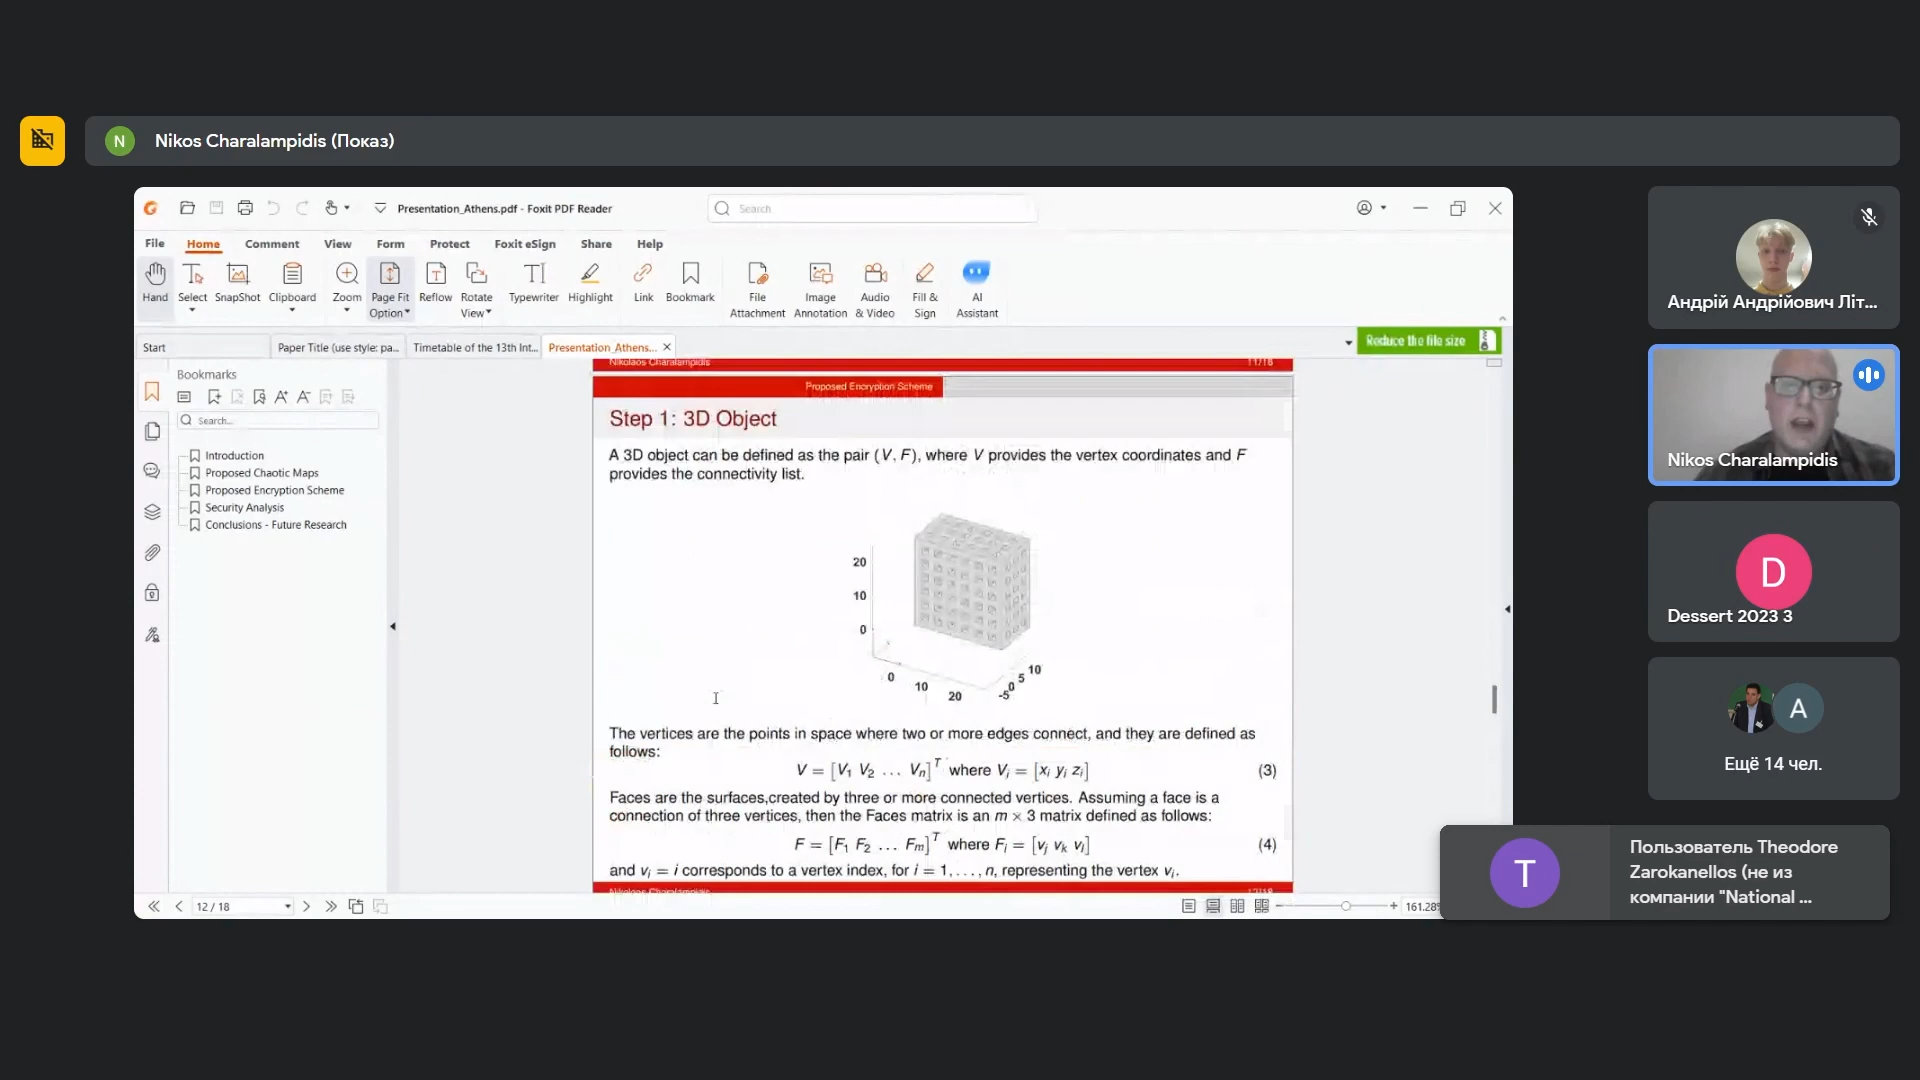 N Nikos Charalampidis (Показ)
Presentation_Athens.pdf - Foxit PDF Reader
Search
File Home Comment View Form Protect Foxit eSign Share Help
Hand Select SnapShot Clipboard Zoom Page Fit Option Reflow Rotate View Typewriter Highlight Link Bookmark File Attachment Image Annotation Audio & Video Fill & Sign AI Assistant
Start Paper Title (use style: pa... Timetable of the 13th Int... Presentation_Athens...
Reduce the file size
Bookmarks
Search...
Introduction
Proposed Chaotic Maps
Proposed Encryption Scheme
Security Analysis
Conclusions - Future Research
Nikolaos Charalampidis 11/18
Proposed Encryption Scheme
Step 1: 3D Object
A 3D object can be defined as the pair (V, F), where V provides the vertex coordinates and F
provides the connectivity list.
20
10
0
0
10
20
-5
0
5
10
The vertices are the points in space where two or more edges connect, and they are defined as
follows:
V = [V₁ V₂ ... Vₙ]ᵀ where Vᵢ = [xᵢ yᵢ zᵢ] (3)
Faces are the surfaces,created by three or more connected vertices. Assuming a face is a
connection of three vertices, then the Faces matrix is an m × 3 matrix defined as follows:
F = [F₁ F₂ ... Fₘ]ᵀ where Fᵢ = [vⱼ vₖ vₗ] (4)
and vᵢ = i corresponds to a vertex index, for i = 1, . . . , n, representing the vertex vᵢ.
Nikolaos Charalampidis 12/18
12 / 18
161.28%
Андрій Андрійович Літ...
Nikos Charalampidis
D
Dessert 2023 3
A
Ещё 14 чел.
T
Пользователь Theodore
Zarokanellos (не из
компании "National ...